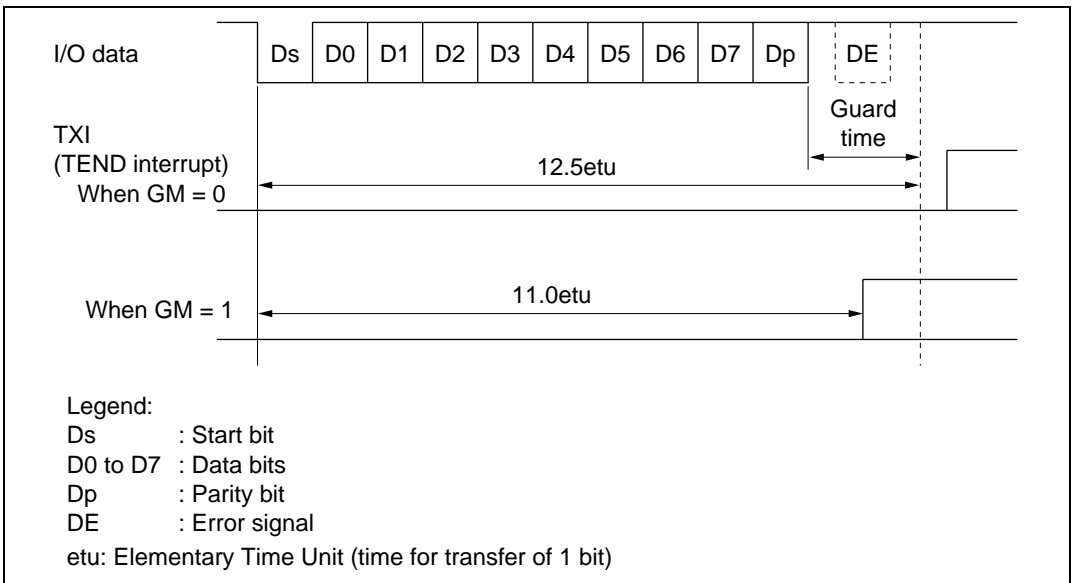 I/O data
Ds D0 D1 D2 D3 D4 D5 D6 D7 Dp DE
Guard
time
TXI
(TEND interrupt)
When GM = 0
12.5etu
When GM = 1
11.0etu
Legend:
Ds : Start bit
D0 to D7 : Data bits
Dp : Parity bit
DE : Error signal
etu: Elementary Time Unit (time for transfer of 1 bit)